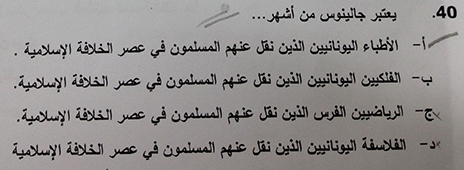 40. يعتبر جالينوس من أشهر...
أ- الأطباء اليونانيين الذين نقل عنهم المسلمون في عصر الخلافة الإسلامية .
ب- الفلكيين اليونانيين الذين نقل عنهم المسلمون في عصر الخلافة الإسلامية.
ج- الرياضيين الفرس الذين نقل عنهم المسلمون في عصر الخلافة الإسلامية.
د- الفلاسفة اليونانيين الذين نقل عنهم المسلمون في عصر الخلافة الإسلامية